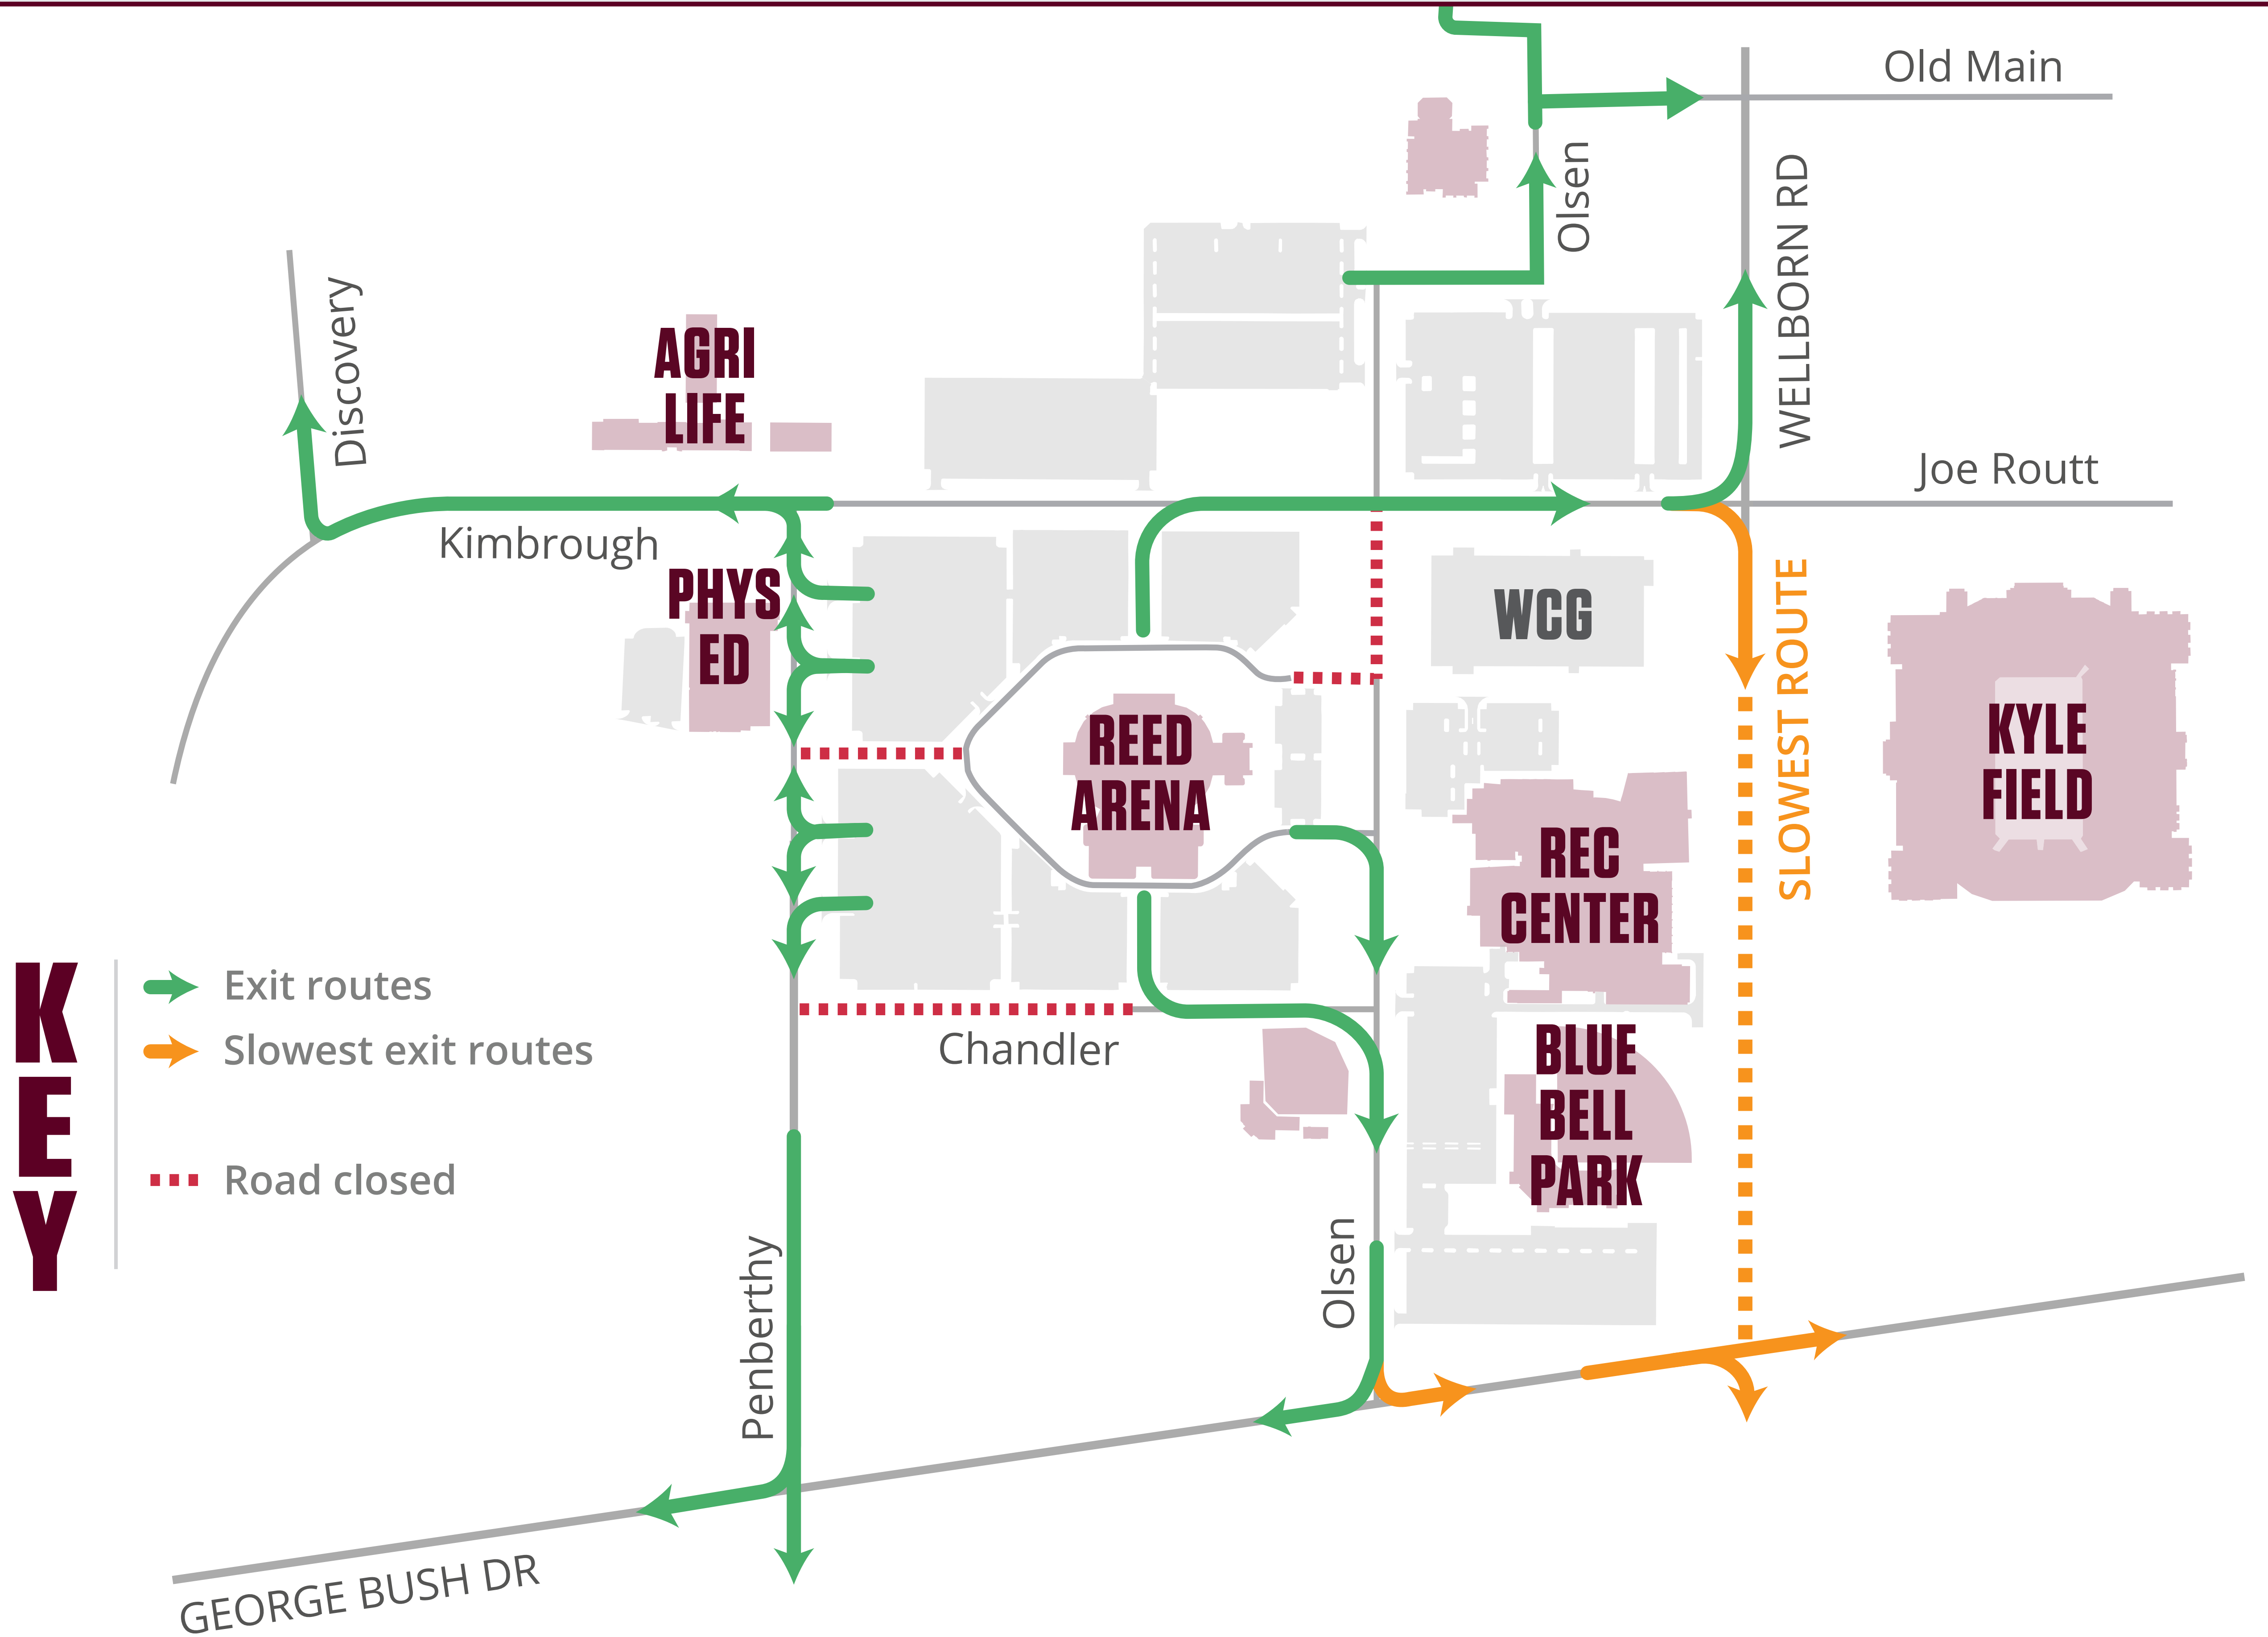 Old Main
Olsen
WELLBORN RD
Discovery
AGRI
LIFE
Joe Routt
Kimbrough
PHYS
ED
WCG
SLOWEST ROUTE
REED
ARENA
KYLE
FIELD
REC
CENTER
KEY
Exit routes
Slowest exit routes
Road closed
Chandler
BLUE
BELL
PARK
Penberthy
Olsen
GEORGE BUSH DR